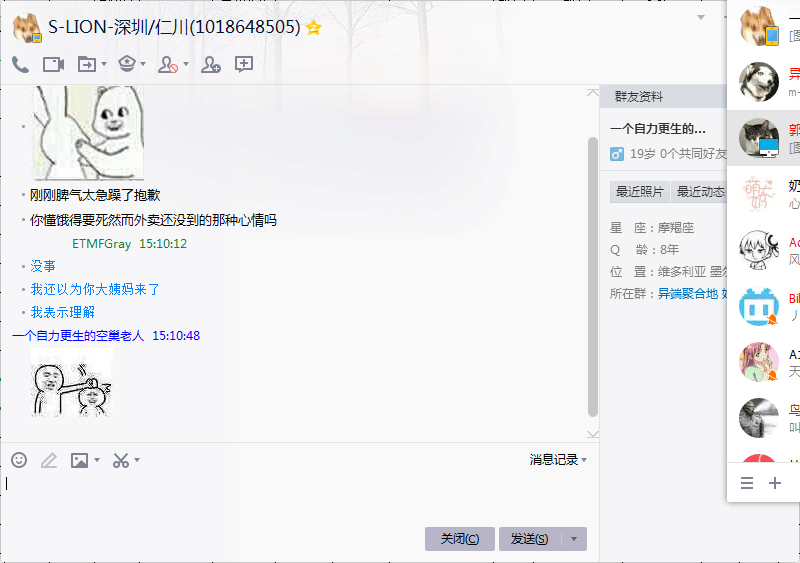 S-LION-深圳/仁川(1018648505)
刚刚脾气太急躁了抱歉
你懂饿得要死然而外卖还没到的那种心情吗
ETMFGray 15:10:12
没事
我还以为你大姨妈来了
我表示理解
一个自力更生的空巢老人 15:10:48
消息记录
关闭(C)
发送(S)
群友资料
一个自力更生的...
19岁 0个共同好友
最近照片 最近动态
星 座：摩羯座
Q 龄：8年
位 置：维多利亚 墨尔
所在群：异端聚合地 如
一
[图
异
m-
郭
[图
奶
心
Ac
风
Bil
丿
A1
天
鸟
叫